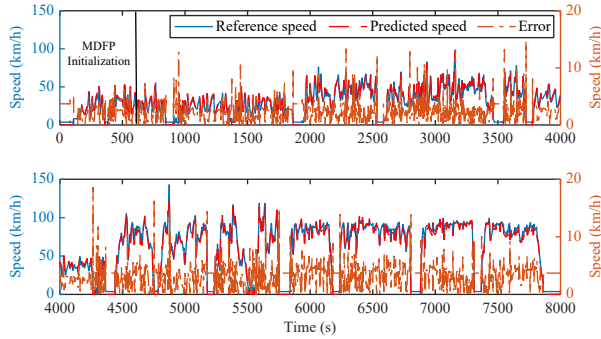 Reference speed Predicted speed Error
MDFP
Initialization
Speed (km/h)
150
100
50
0
20
10
0
Speed (km/h)
0 500 1000 1500 2000 2500 3000 3500 4000
Speed (km/h)
150
100
50
0
20
10
0
Speed (km/h)
4000 4500 5000 5500 6000 6500 7000 7500 8000
Time (s)